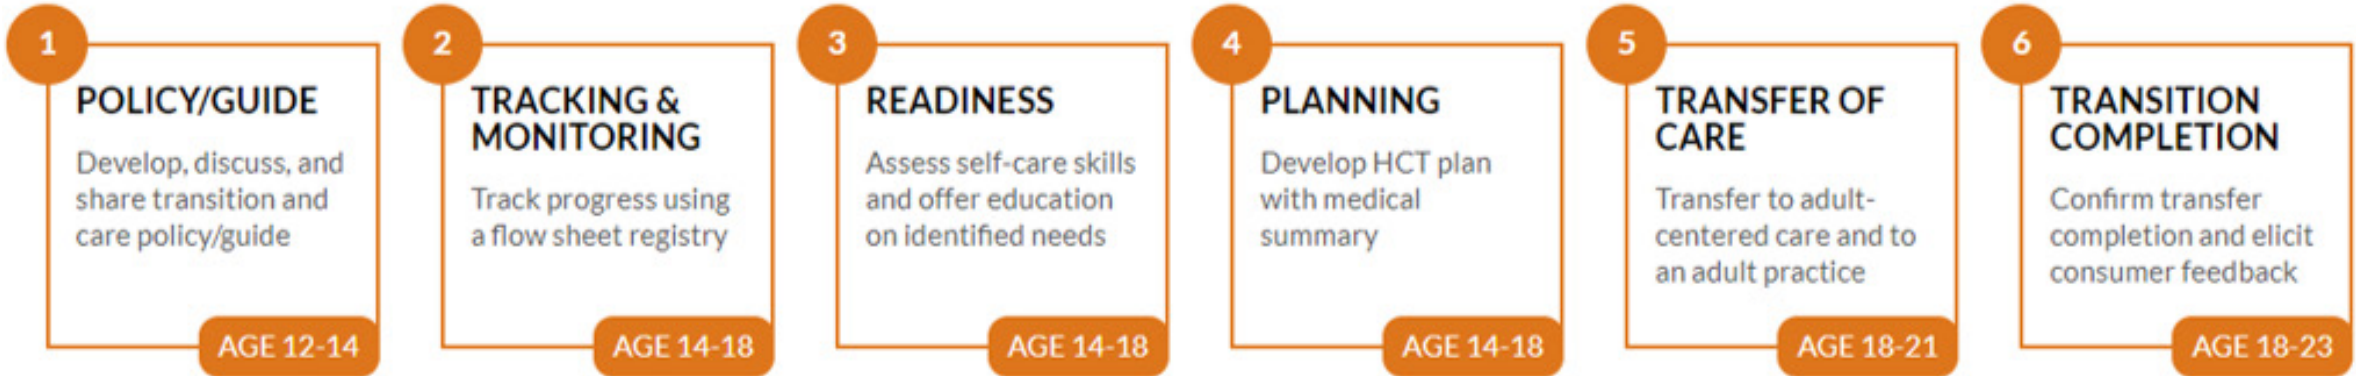 1
POLICY/GUIDE
Develop, discuss, and
share transition and
care policy/guide
AGE 12-14
2
TRACKING &
MONITORING
Track progress using
a flow sheet registry
AGE 14-18
3
READINESS
Assess self-care skills
and offer education
on identified needs
AGE 14-18
4
PLANNING
Develop HCT plan
with medical
summary
AGE 14-18
5
TRANSFER OF
CARE
Transfer to adult-
centered care and to
an adult practice
AGE 18-21
6
TRANSITION
COMPLETION
Confirm transfer
completion and elicit
consumer feedback
AGE 18-23